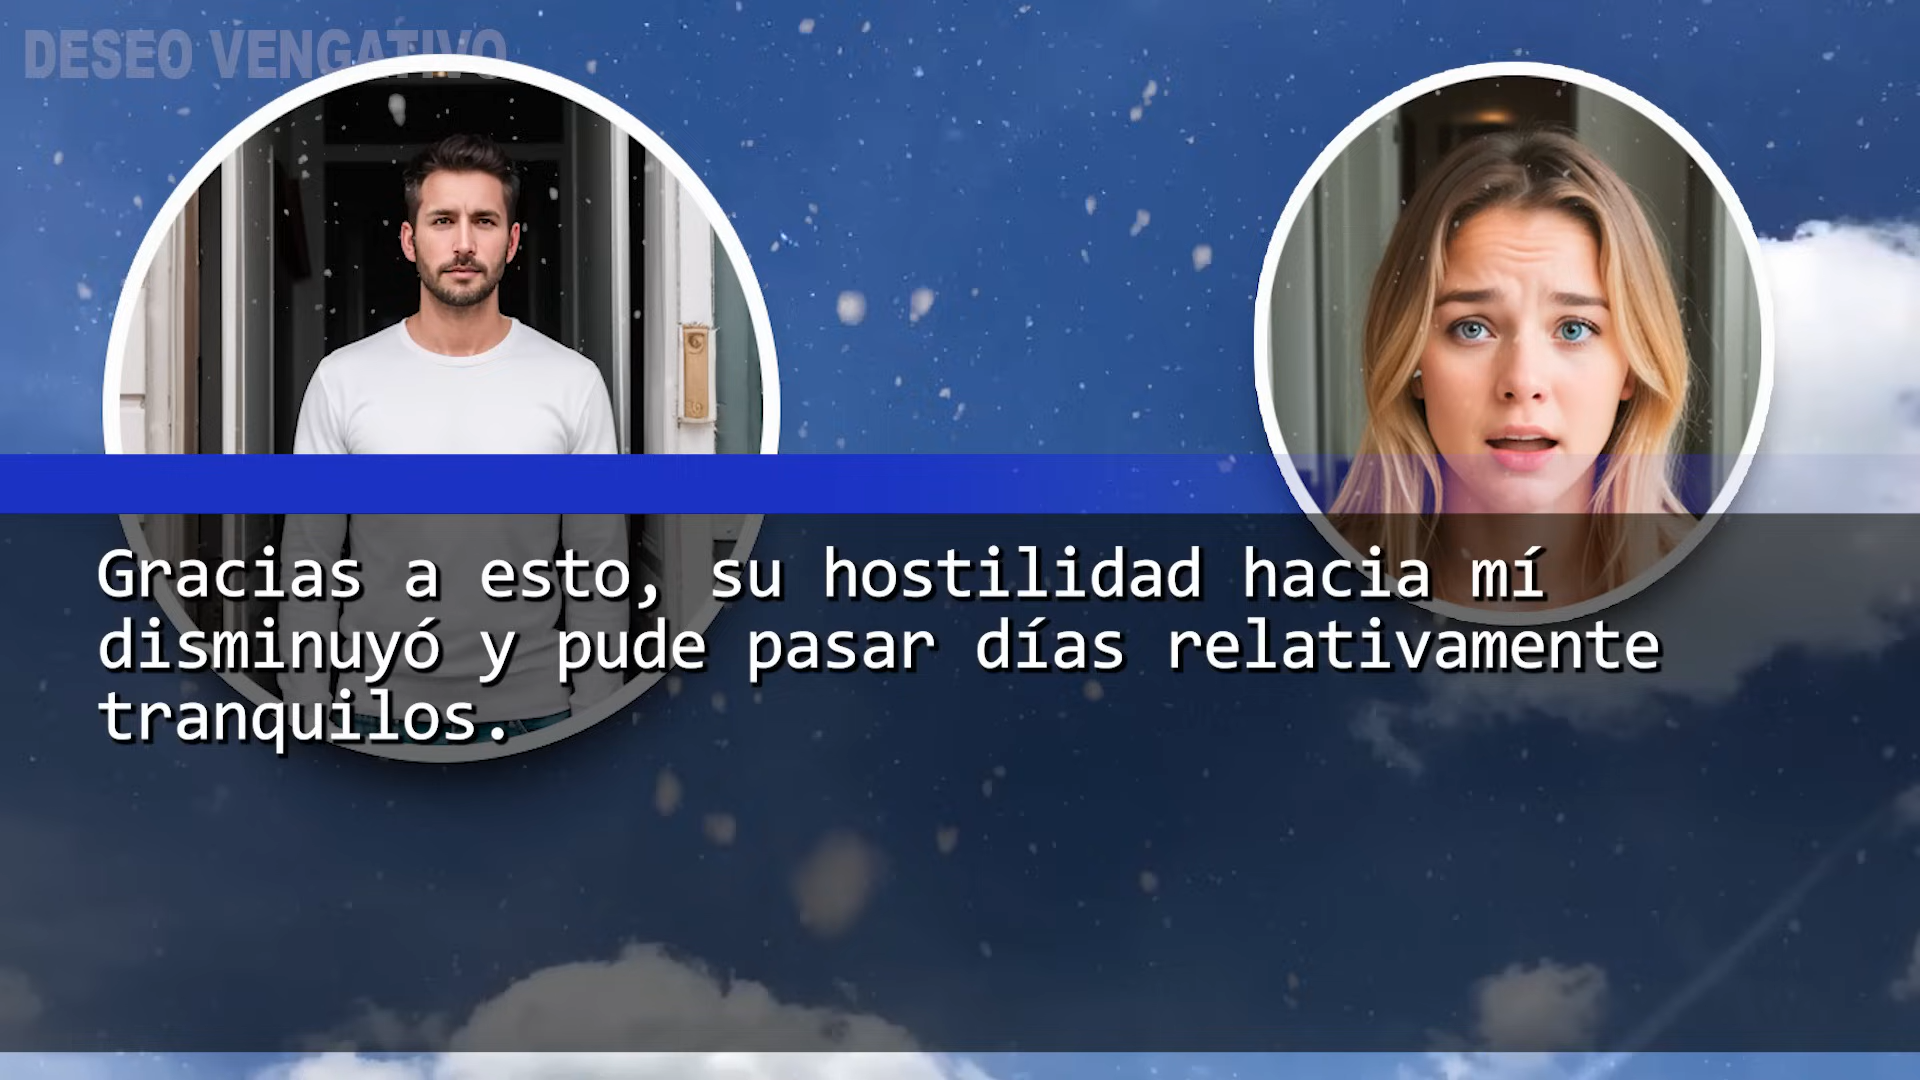 DESEO VENGATIVO
Gracias a esto, su hostilidad hacia mí
disminuyó y pude pasar días relativamente
tranquilos.